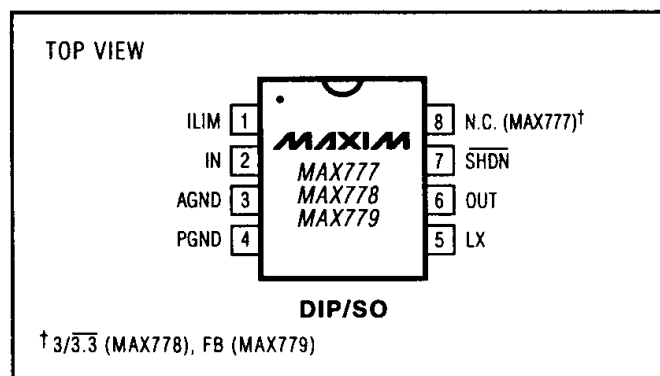 TOP VIEW
ILIM 1
IN 2
AGND 3
PGND 4
MAXIM
MAX777
MAX778
MAX779
8 N.C. (MAX777)†
7 S̅H̅D̅N̅
6 OUT
5 LX
DIP/SO
† 3/3̅.̅3̅ (MAX778), FB (MAX779)